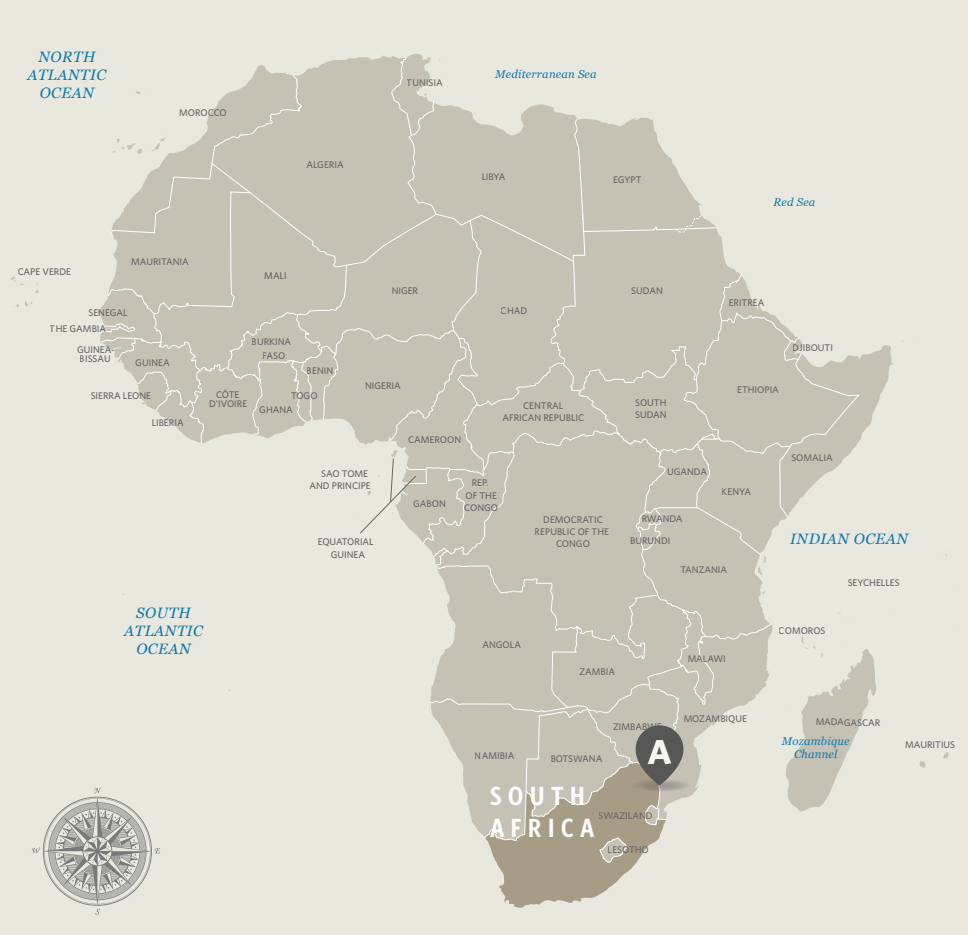 NORTH
ATLANTIC
OCEAN
Mediterranean Sea
TUNISIA
MOROCCO
ALGERIA
LIBYA
EGYPT
Red Sea
CAPE VERDE
MAURITANIA
MALI
NIGER
CHAD
SUDAN
ERITREA
SENEGAL
THE GAMBIA
GUINEA
BISSAU
GUINEA
BURKINA
FASO
BENIN
DJIBOUTI
SIERRA LEONE
CÔTE
D'IVOIRE
GHANA
TOGO
NIGERIA
ETHIOPIA
LIBERIA
CENTRAL
AFRICAN REPUBLIC
SOUTH
SUDAN
CAMEROON
SOMALIA
SAO TOME
AND PRINCIPE
GABON
REP.
OF THE
CONGO
UGANDA
KENYA
EQUATORIAL
GUINEA
DEMOCRATIC
REPUBLIC OF THE
CONGO
RWANDA
BURUNDI
INDIAN OCEAN
TANZANIA
SEYCHELLES
SOUTH
ATLANTIC
OCEAN
COMOROS
ANGOLA
ZAMBIA
MALAWI
ZIMBABWE
MOZAMBIQUE
MADAGASCAR
Mozambique
Channel
MAURITIUS
NAMIBIA
BOTSWANA
A
SOUTH
AFRICA
SWAZILAND
LESOTHO
N
W
E
S